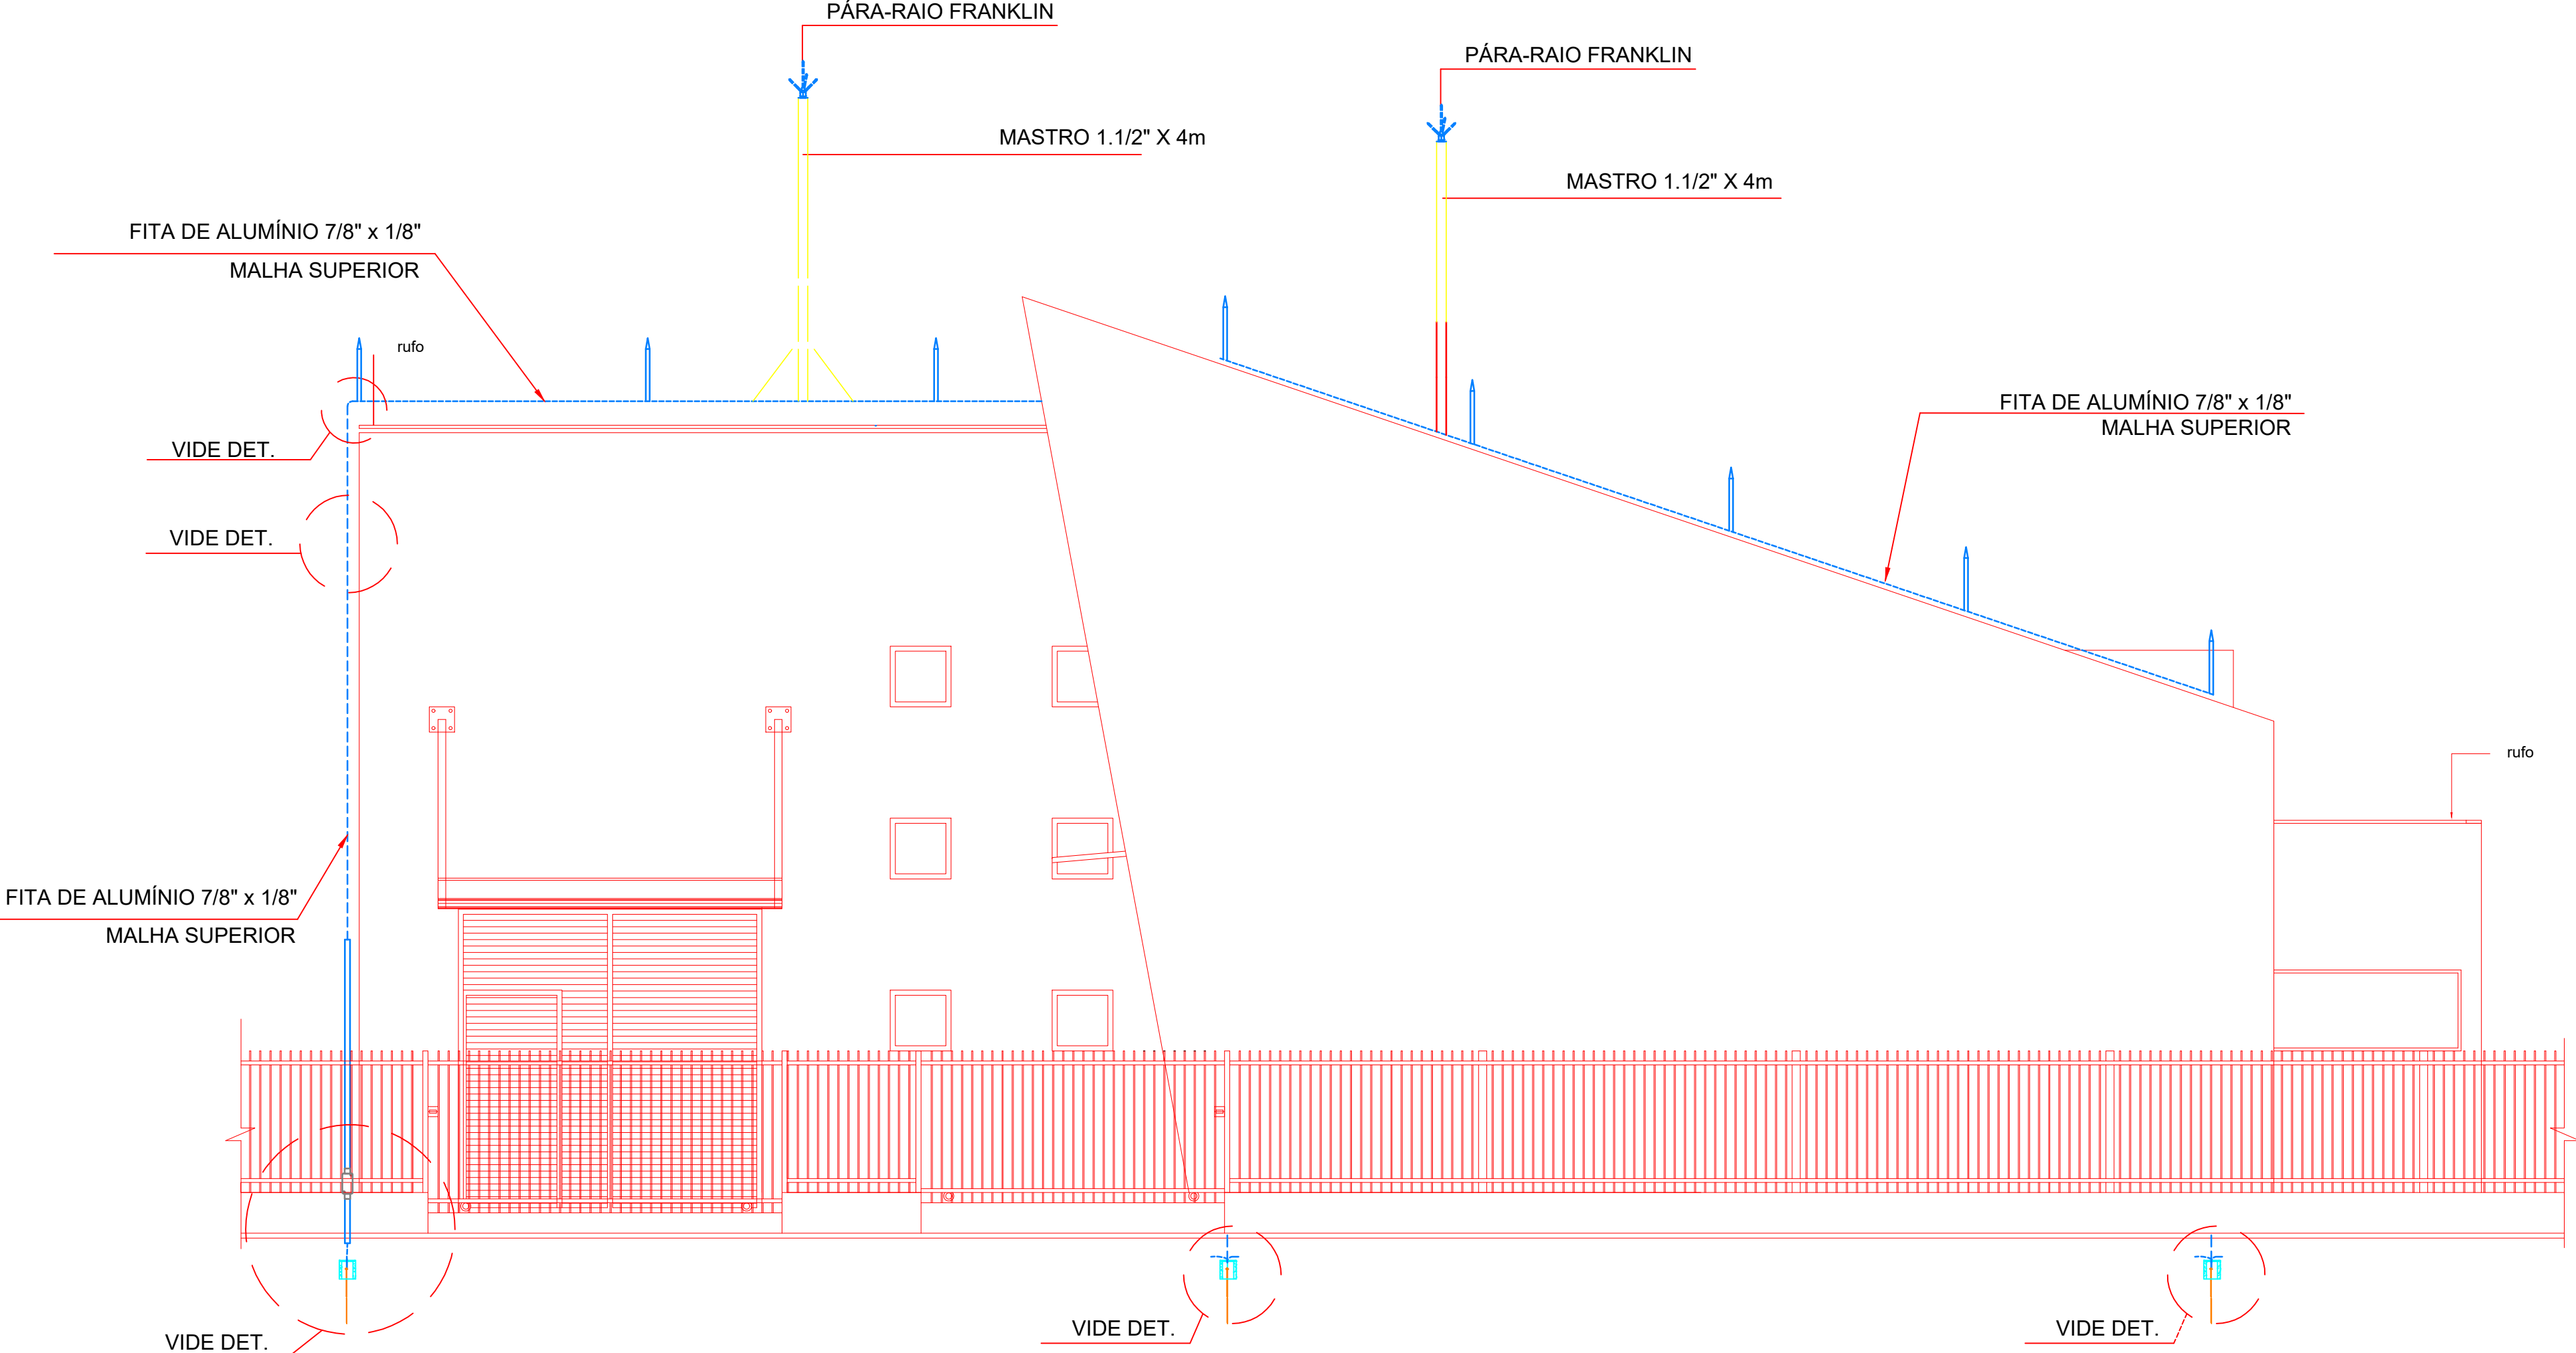 PÁRA-RAIO FRANKLIN
PÁRA-RAIO FRANKLIN
MASTRO 1.1/2" X 4m
MASTRO 1.1/2" X 4m
FITA DE ALUMÍNIO 7/8" x 1/8"
MALHA SUPERIOR
rufo
FITA DE ALUMÍNIO 7/8" x 1/8"
MALHA SUPERIOR
VIDE DET.
VIDE DET.
rufo
FITA DE ALUMÍNIO 7/8" x 1/8"
MALHA SUPERIOR
VIDE DET.
VIDE DET.
VIDE DET.